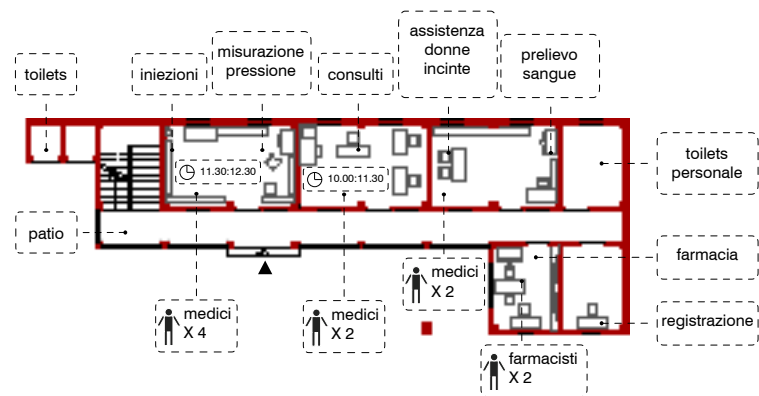 toilets
iniezioni
misurazione
pressione
consulti
assistenza
donne
incinte
prelievo
sangue
11.30:12.30
10.00:11.30
toilets
personale
patio
farmacia
medici
X 4
medici
X 2
medici
X 2
registrazione
farmacisti
X 2